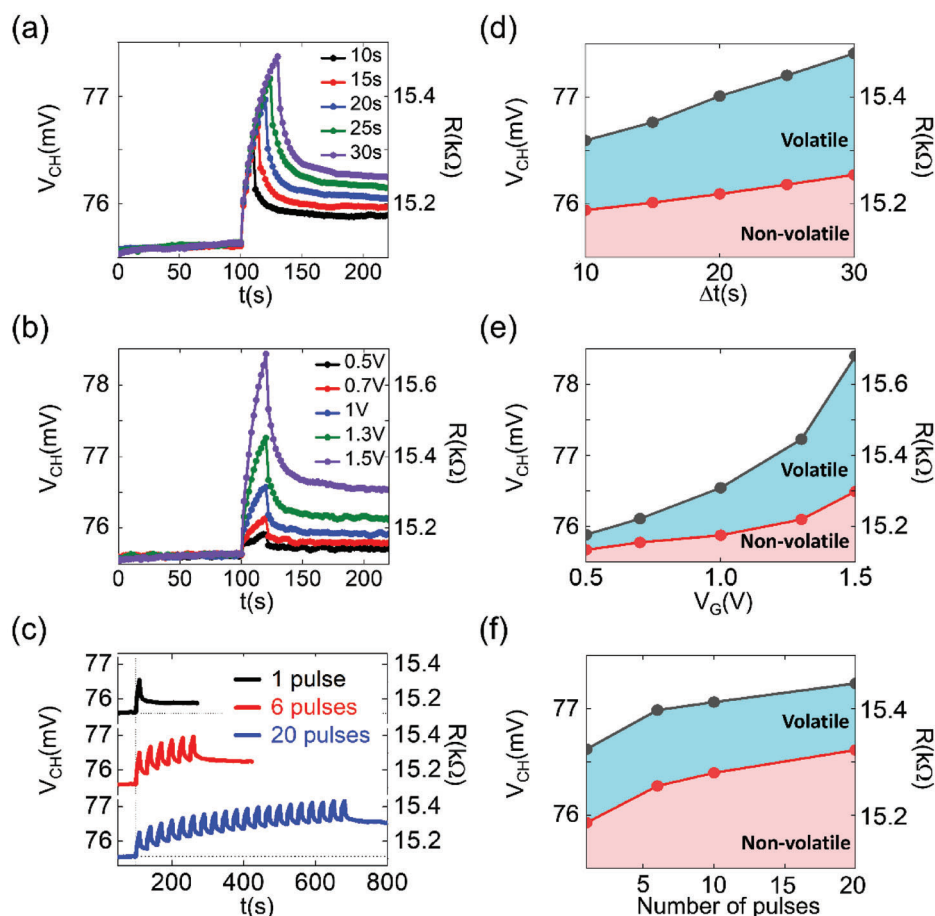 (a)
77
76
V_CH(mV)
10s
15s
20s
25s
30s
15.4
15.2
R(kΩ)
0 50 100 150 200
t(s)
(d)
77
76
V_CH(mV)
Volatile
Non-volatile
15.4
15.2
R(kΩ)
10 20 30
Δt(s)
(b)
78
77
76
V_CH(mV)
0.5V
0.7V
1V
1.3V
1.5V
15.6
15.4
15.2
R(kΩ)
0 50 100 150 200
t(s)
(e)
78
77
76
V_CH(mV)
Volatile
Non-volatile
15.6
15.4
15.2
R(kΩ)
0.5 1.0 1.5
V_G(V)
(c)
77
76
77
76
77
76
V_CH(mV)
1 pulse
6 pulses
20 pulses
15.4
15.2
15.4
15.2
15.4
15.2
R(kΩ)
200 400 600 800
t(s)
(f)
77
76
V_CH(mV)
Volatile
Non-volatile
15.4
15.2
R(kΩ)
5 10 15 20
Number of pulses